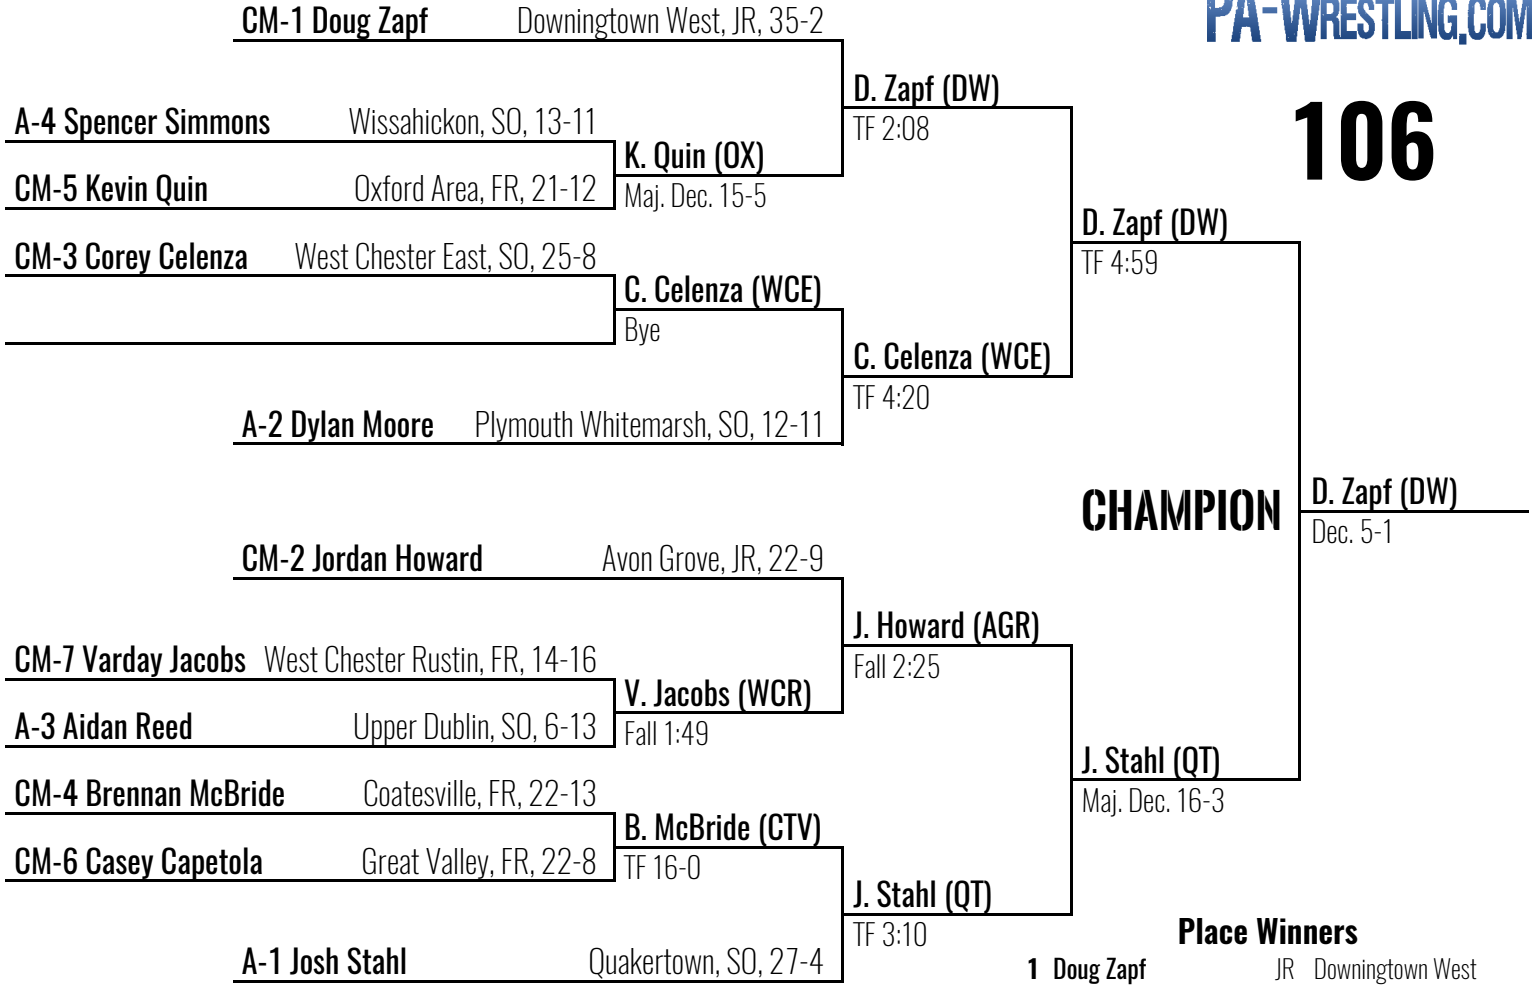 PA-WRESTLING.COM
106
CM-1 Doug Zapf Downingtown West, JR, 35-2
D. Zapf (DW)
TF 2:08
A-4 Spencer Simmons Wissahickon, SO, 13-11
K. Quin (OX)
Maj. Dec. 15-5
CM-5 Kevin Quin Oxford Area, FR, 21-12
D. Zapf (DW)
TF 4:59
CM-3 Corey Celenza West Chester East, SO, 25-8
C. Celenza (WCE)
Bye
C. Celenza (WCE)
TF 4:20
A-2 Dylan Moore Plymouth Whitemarsh, SO, 12-11
CHAMPION
D. Zapf (DW)
Dec. 5-1
CM-2 Jordan Howard Avon Grove, JR, 22-9
J. Howard (AGR)
Fall 2:25
CM-7 Varday Jacobs West Chester Rustin, FR, 14-16
V. Jacobs (WCR)
Fall 1:49
A-3 Aidan Reed Upper Dublin, SO, 6-13
J. Stahl (QT)
Maj. Dec. 16-3
CM-4 Brennan McBride Coatesville, FR, 22-13
B. McBride (CTV)
TF 16-0
CM-6 Casey Capetola Great Valley, FR, 22-8
J. Stahl (QT)
TF 3:10
A-1 Josh Stahl Quakertown, SO, 27-4
Place Winners
1 Doug Zapf JR Downingtown West